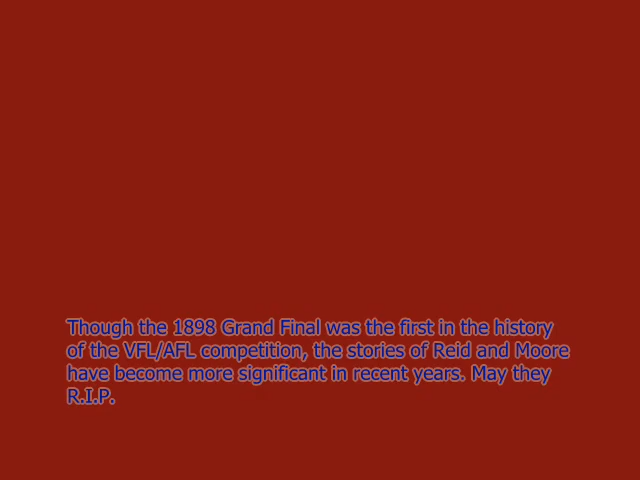 Though the 1898 Grand Final was the first in the history
of the VFL/AFL competition, the stories of Reid and Moore
have become more significant in recent years. May they
R.I.P.